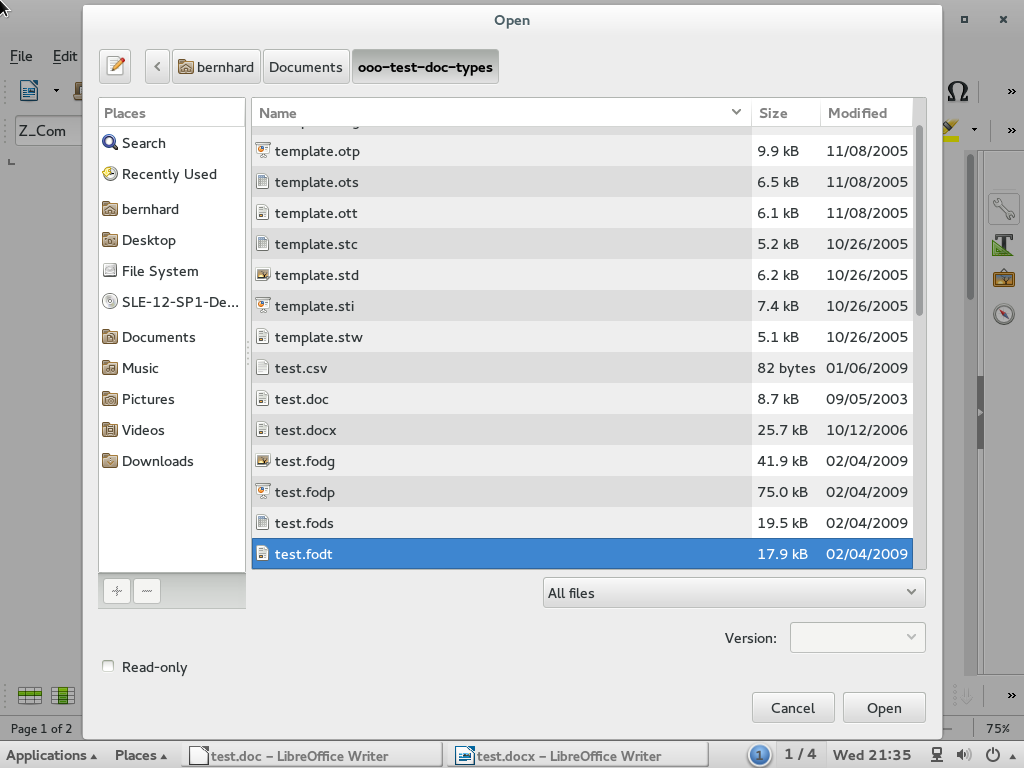 Open
File Edit
bernhard Documents ooo-test-doc-types
Places
Name Size Modified
Z_Com
Search
Recently Used
bernhard
Desktop
File System
SLE-12-SP1-De...
Documents
Music
Pictures
Videos
Downloads
template.otp 9.9 kB 11/08/2005
template.ots 6.5 kB 11/08/2005
template.ott 6.1 kB 11/08/2005
template.stc 5.2 kB 10/26/2005
template.std 6.2 kB 10/26/2005
template.sti 7.4 kB 10/26/2005
template.stw 5.1 kB 10/26/2005
test.csv 82 bytes 01/06/2009
test.doc 8.7 kB 09/05/2003
test.docx 25.7 kB 10/12/2006
test.fodg 41.9 kB 02/04/2009
test.fodp 75.0 kB 02/04/2009
test.fods 19.5 kB 02/04/2009
test.fodt 17.9 kB 02/04/2009
All files
Version:
Read-only
Cancel Open
Page 1 of 2 75%
Applications Places test.doc – LibreOffice Writer test.docx – LibreOffice Writer 1 1 / 4 Wed 21:35